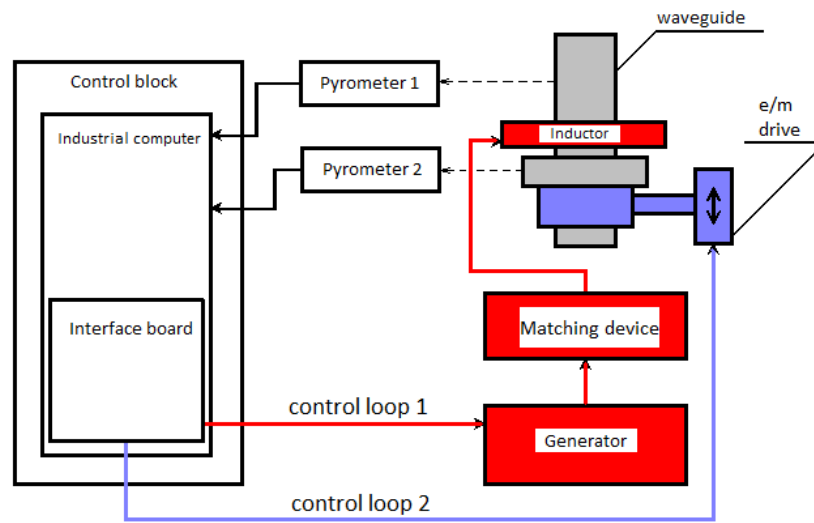 waveguide
Control block
Pyrometer 1
e/m
drive
Industrial computer
Inductor
Pyrometer 2
Interface board
Matching device
control loop 1
Generator
control loop 2